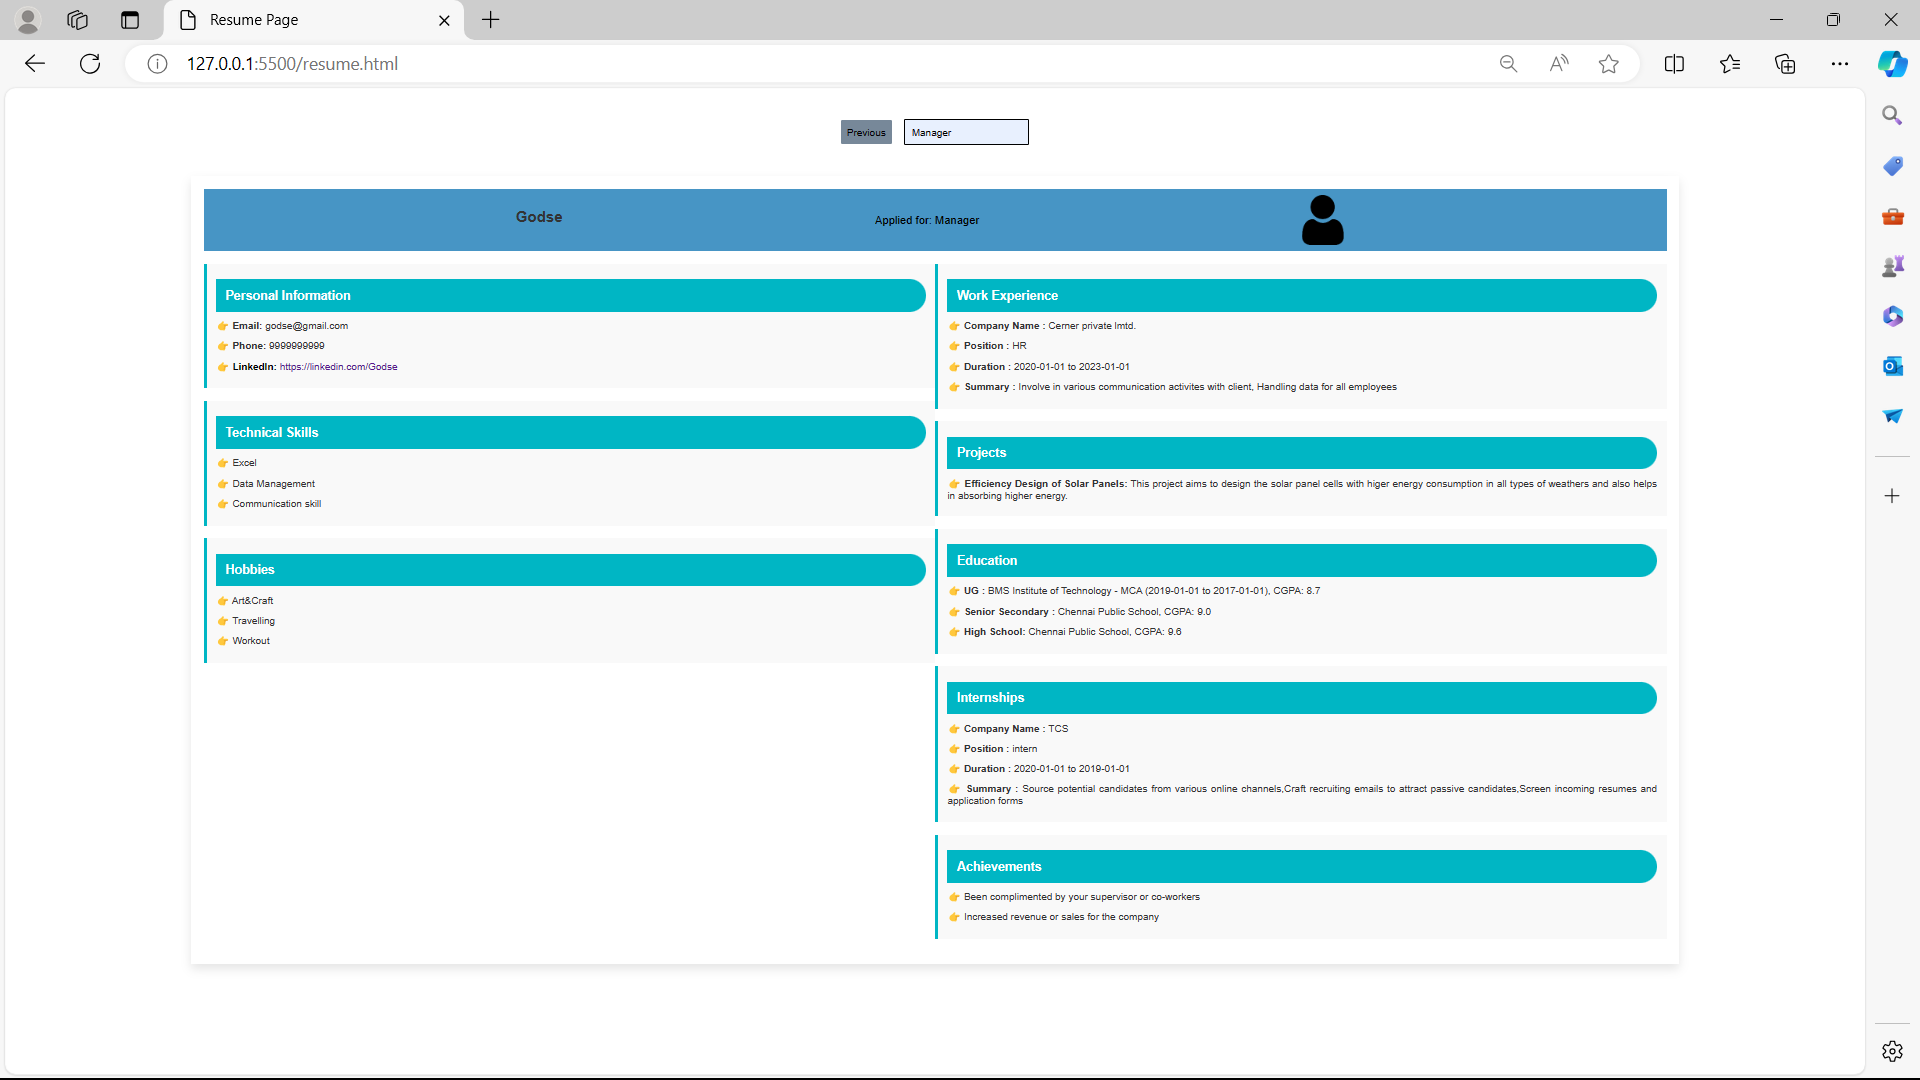 Resume Page
127.0.0.1:5500/resume.html
Previous
Manager
Godse
Applied for: Manager
Personal Information
👉 Email: godse@gmail.com
👉 Phone: 9999999999
👉 LinkedIn: https://linkedin.com/Godse
Technical Skills
👉 Excel
👉 Data Management
👉 Communication skill
Hobbies
👉 Art&Craft
👉 Travelling
👉 Workout
Work Experience
👉 Company Name : Cerner private lmtd.
👉 Position : HR
👉 Duration : 2020-01-01 to 2023-01-01
👉 Summary : Involve in various communication activites with client, Handling data for all employees
Projects
👉 Efficiency Design of Solar Panels: This project aims to design the solar panel cells with higer energy consumption in all types of weathers and also helps
in absorbing higher energy.
Education
👉 UG : BMS Institute of Technology - MCA (2019-01-01 to 2017-01-01), CGPA: 8.7
👉 Senior Secondary : Chennai Public School, CGPA: 9.0
👉 High School: Chennai Public School, CGPA: 9.6
Internships
👉 Company Name : TCS
👉 Position : intern
👉 Duration : 2020-01-01 to 2019-01-01
👉 Summary : Source potential candidates from various online channels,Craft recruiting emails to attract passive candidates,Screen incoming resumes and
application forms
Achievements
👉 Been complimented by your supervisor or co-workers
👉 Increased revenue or sales for the company